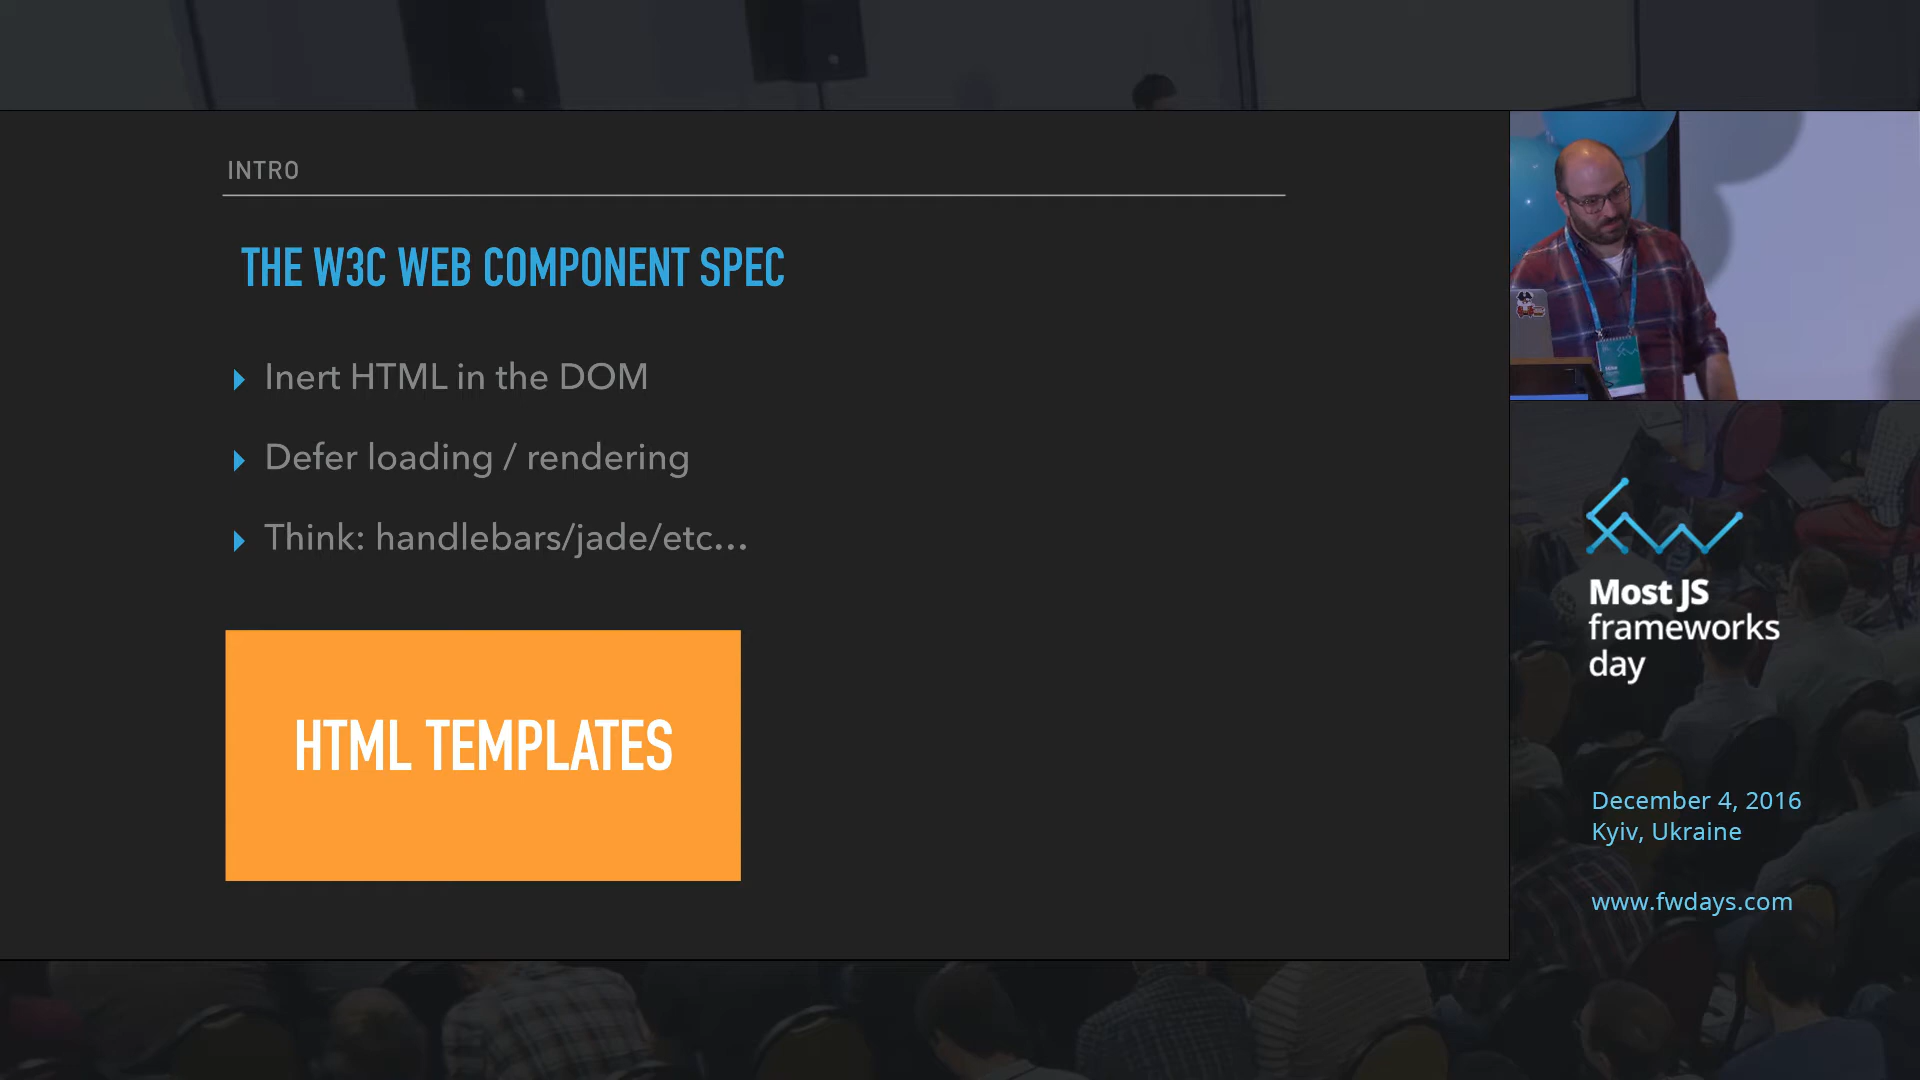 INTRO
THE W3C WEB COMPONENT SPEC
Inert HTML in the DOM
Defer loading / rendering
Think: handlebars/jade/etc...
HTML TEMPLATES
Most JS
frameworks
day
December 4, 2016
Kyiv, Ukraine
www.fwdays.com